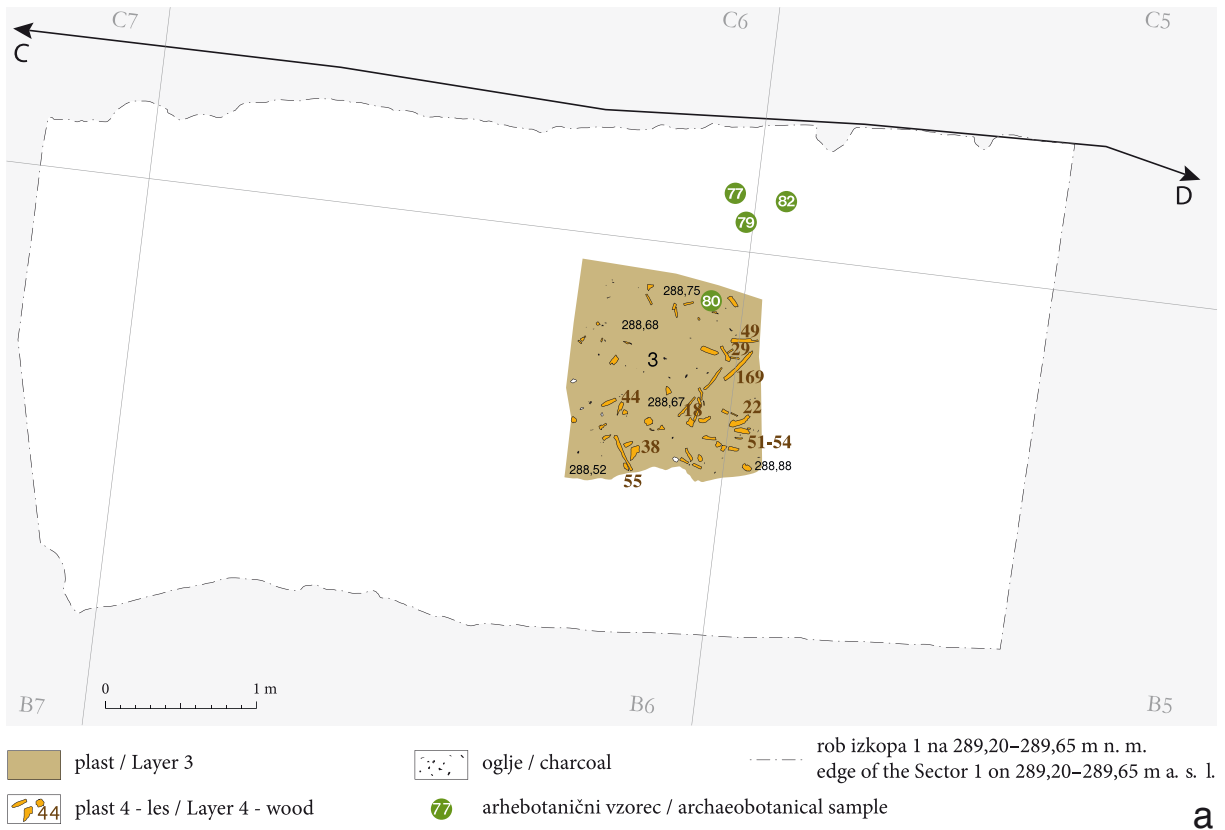 C7
C6
C5
C
D
77
82
79
288,75
80
288,68
49
29
3
169
44
288,67
18
22
51-54
38
288,52
288,88
55
0
1 m
B7
B6
B5
plast / Layer 3
oglje / charcoal
rob izkopa 1 na 289,20–289,65 m n. m.
edge of the Sector 1 on 289,20–289,65 m a. s. l.
44
plast 4 - les / Layer 4 - wood
77
arhebotanični vzorec / archaeobotanical sample
a